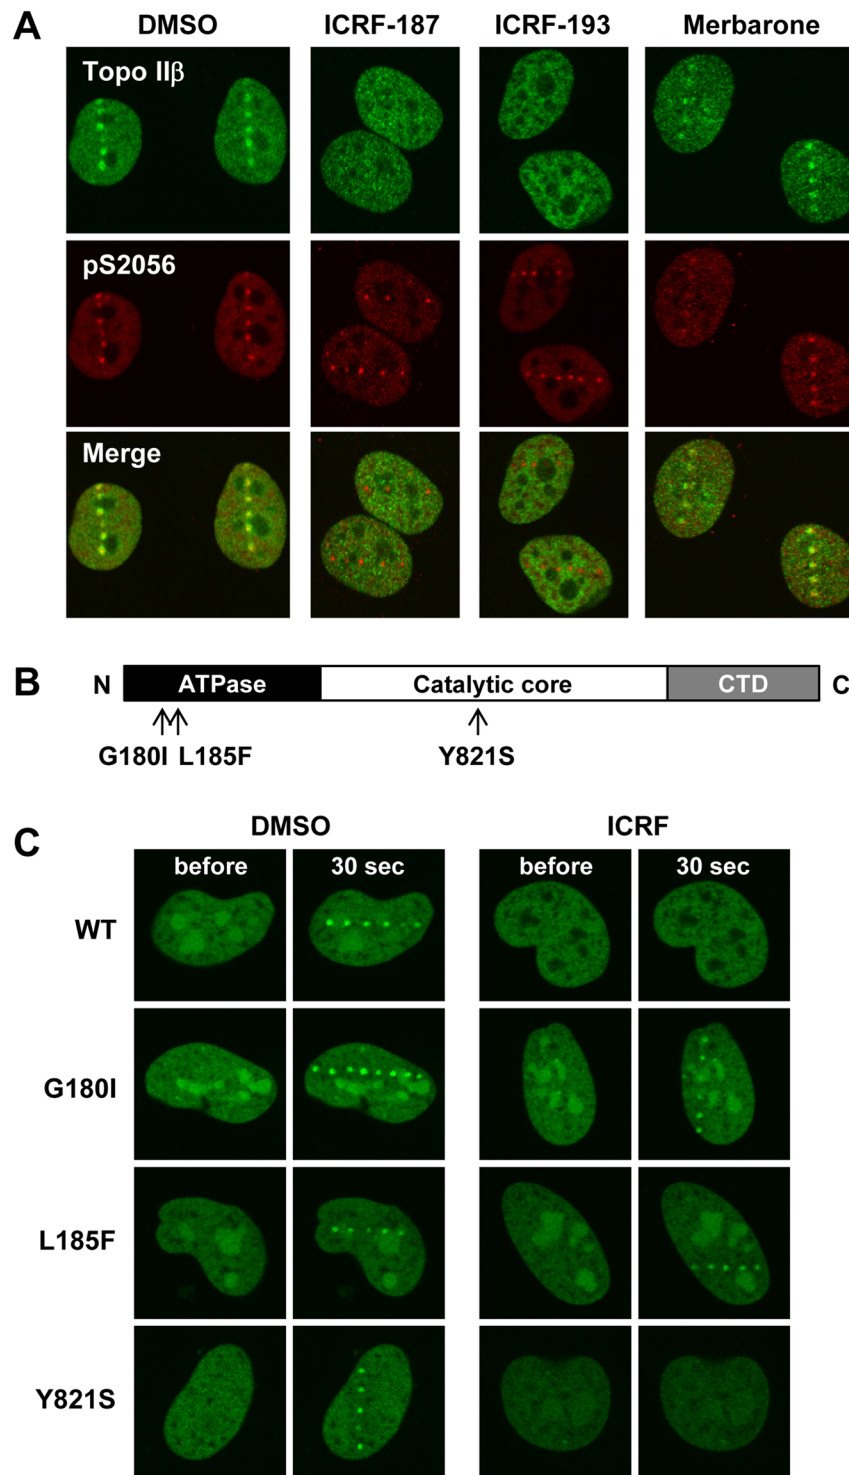 A
DMSO ICRF-187 ICRF-193 Merbarone
Topo IIβ
pS2056
Merge
B
N ATPase Catalytic core CTD C
G180I L185F Y821S
C
DMSO ICRF
before 30 sec before 30 sec
WT
G180I
L185F
Y821S